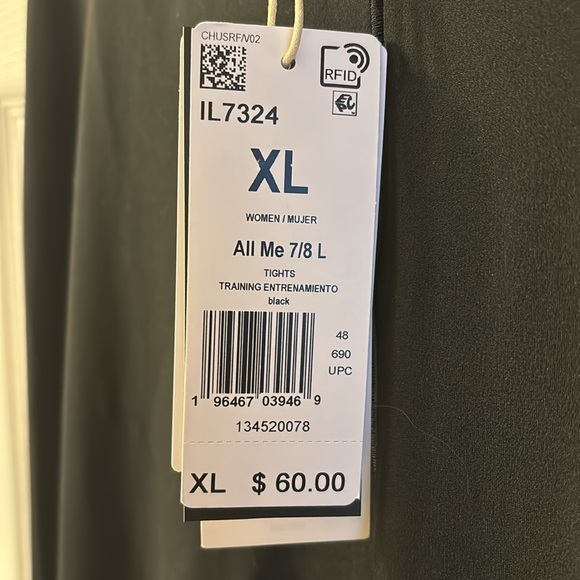 CHUSRF/V02
RFID
IL7324
XL
WOMEN / MUJER
All Me 7/8 L
TIGHTS
TRAINING ENTRENAMIENTO
black
48
690
UPC
1 96467 03946 9
134520078
XL $ 60.00